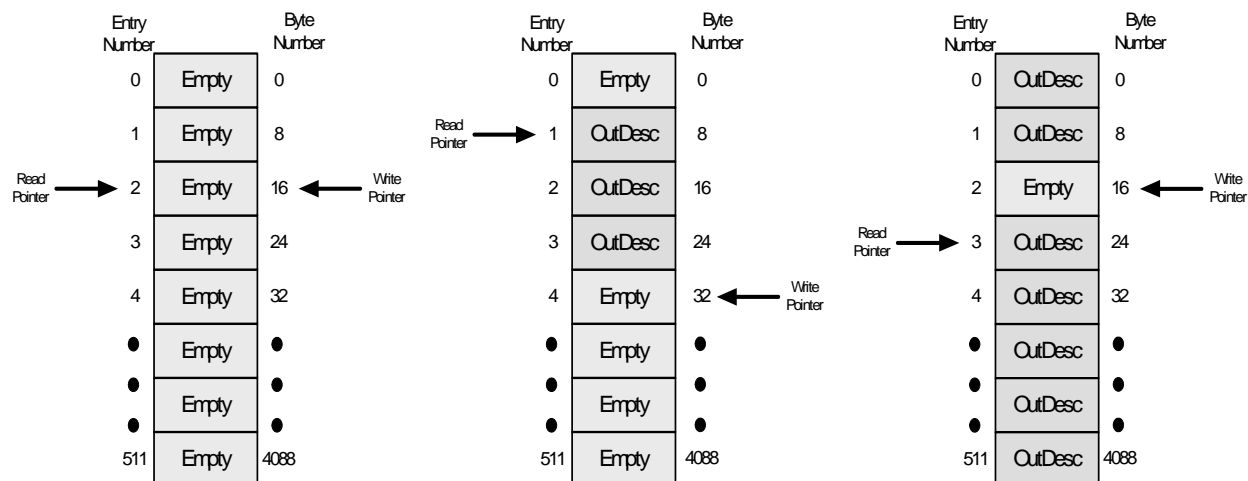 Entry Number Byte Number Entry Number Byte Number Entry Number Byte Number
0 Empty 0 0 Empty 0 0 OutDesc 0
1 Empty 8 Read Pointer 1 OutDesc 8 1 OutDesc 8
Read Pointer 2 Empty 16 Write Pointer 2 OutDesc 16 2 Empty 16 Write Pointer
3 Empty 24 3 OutDesc 24 Read Pointer 3 OutDesc 24
4 Empty 32 4 Empty 32 Write Pointer 4 OutDesc 32
Empty Empty OutDesc
Empty Empty OutDesc
511 Empty 4088 511 Empty 4088 511 OutDesc 4088